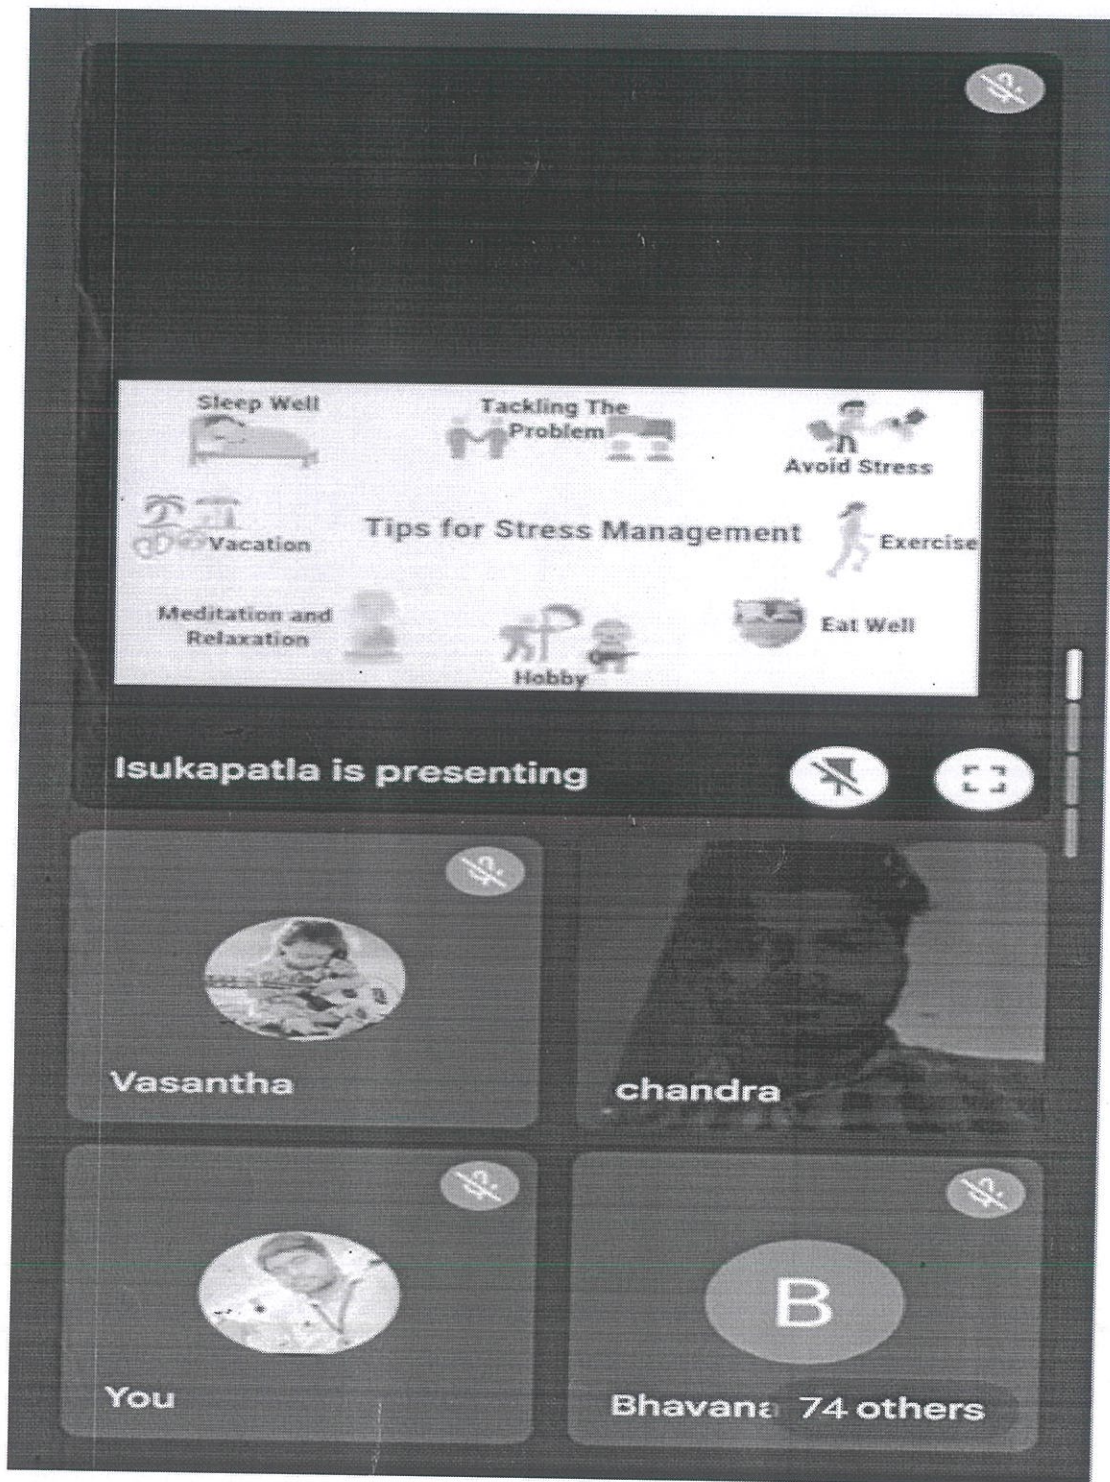 Sleep Well
Tackling The
Problem
Avoid Stress
Vacation
Tips for Stress Management
Exercise
Meditation and
Relaxation
Hobby
Eat Well
Isukapatla is presenting
Vasantha
chandra
You
B
Bhavana 74 others